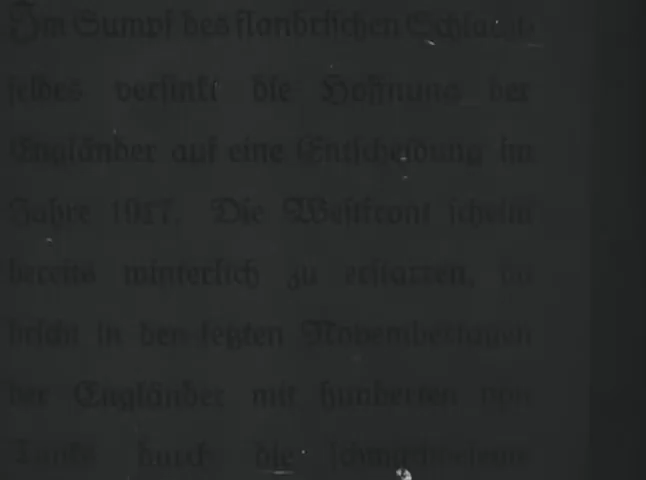 Im Sumpf des flandrischen Schlacht-
feldes versinkt die Hoffnung der
Engländer auf eine Entscheidung im
Jahre 1917. Die Westfront scheint
bereits winterlich zu erstarren, da
bricht in den letzten Novembertagen
der Engländer mit hunderten von
Tanks durch die